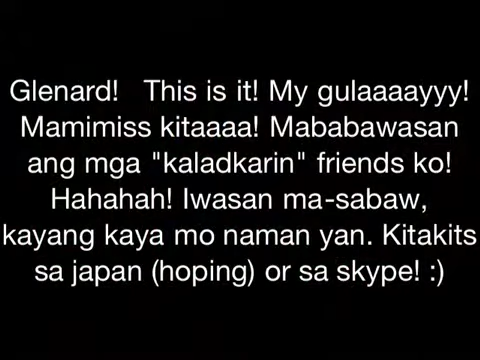 Glenard!   This is it! My gulaaaayyy!
Mamimiss kitaaaa! Mababawasan
ang mga "kaladkarin" friends ko!
Hahahah! Iwasan ma-sabaw,
kayang kaya mo naman yan. Kitakits
sa japan (hoping) or sa skype! :)